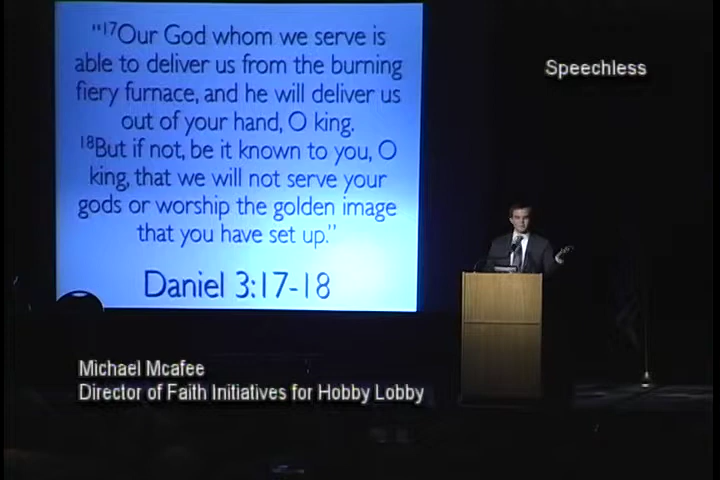 "17Our God whom we serve is
able to deliver us from the burning
fiery furnace, and he will deliver us
out of your hand, O king.
18But if not, be it known to you, O
king, that we will not serve your
gods or worship the golden image
that you have set up."
Daniel 3:17-18
Speechless
Michael Mcafee
Director of Faith Initiatives for Hobby Lobby